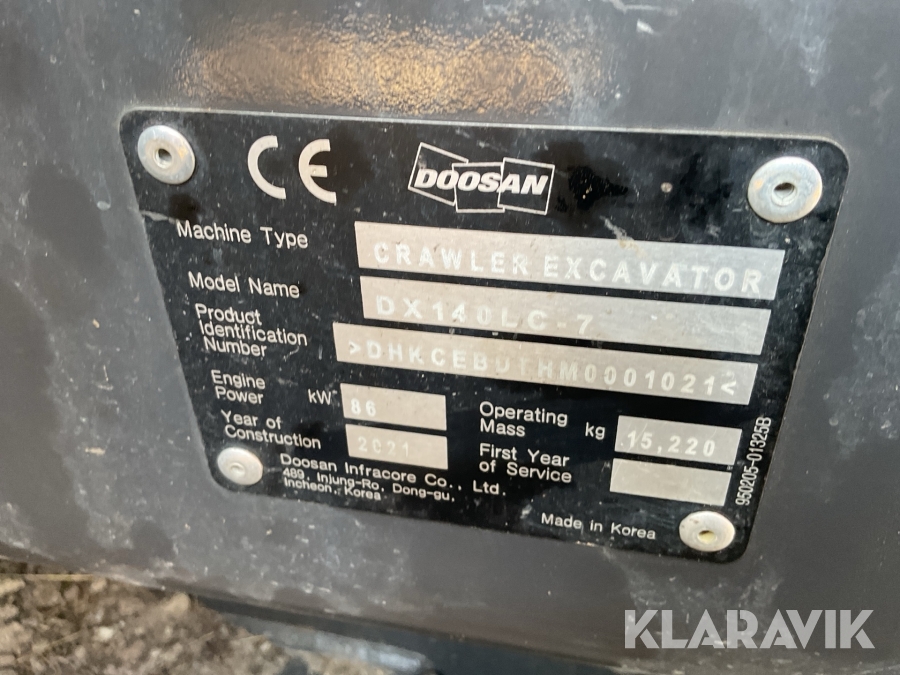 CE
DOOSAN
Machine Type CRAWLER EXCAVATOR
Model Name DX140LC-7
Product
Identification
Number >DHKCEBUTHM0001021<
Engine
Power kW 86
Operating
Mass kg 15,220
Year of
Construction 2021
First Year
of Service
Doosan Infracore Co., Ltd.
489, Injung-Ro, Dong-gu,
Incheon, Korea
Made in Korea
950205-01325B
KLARAVIK